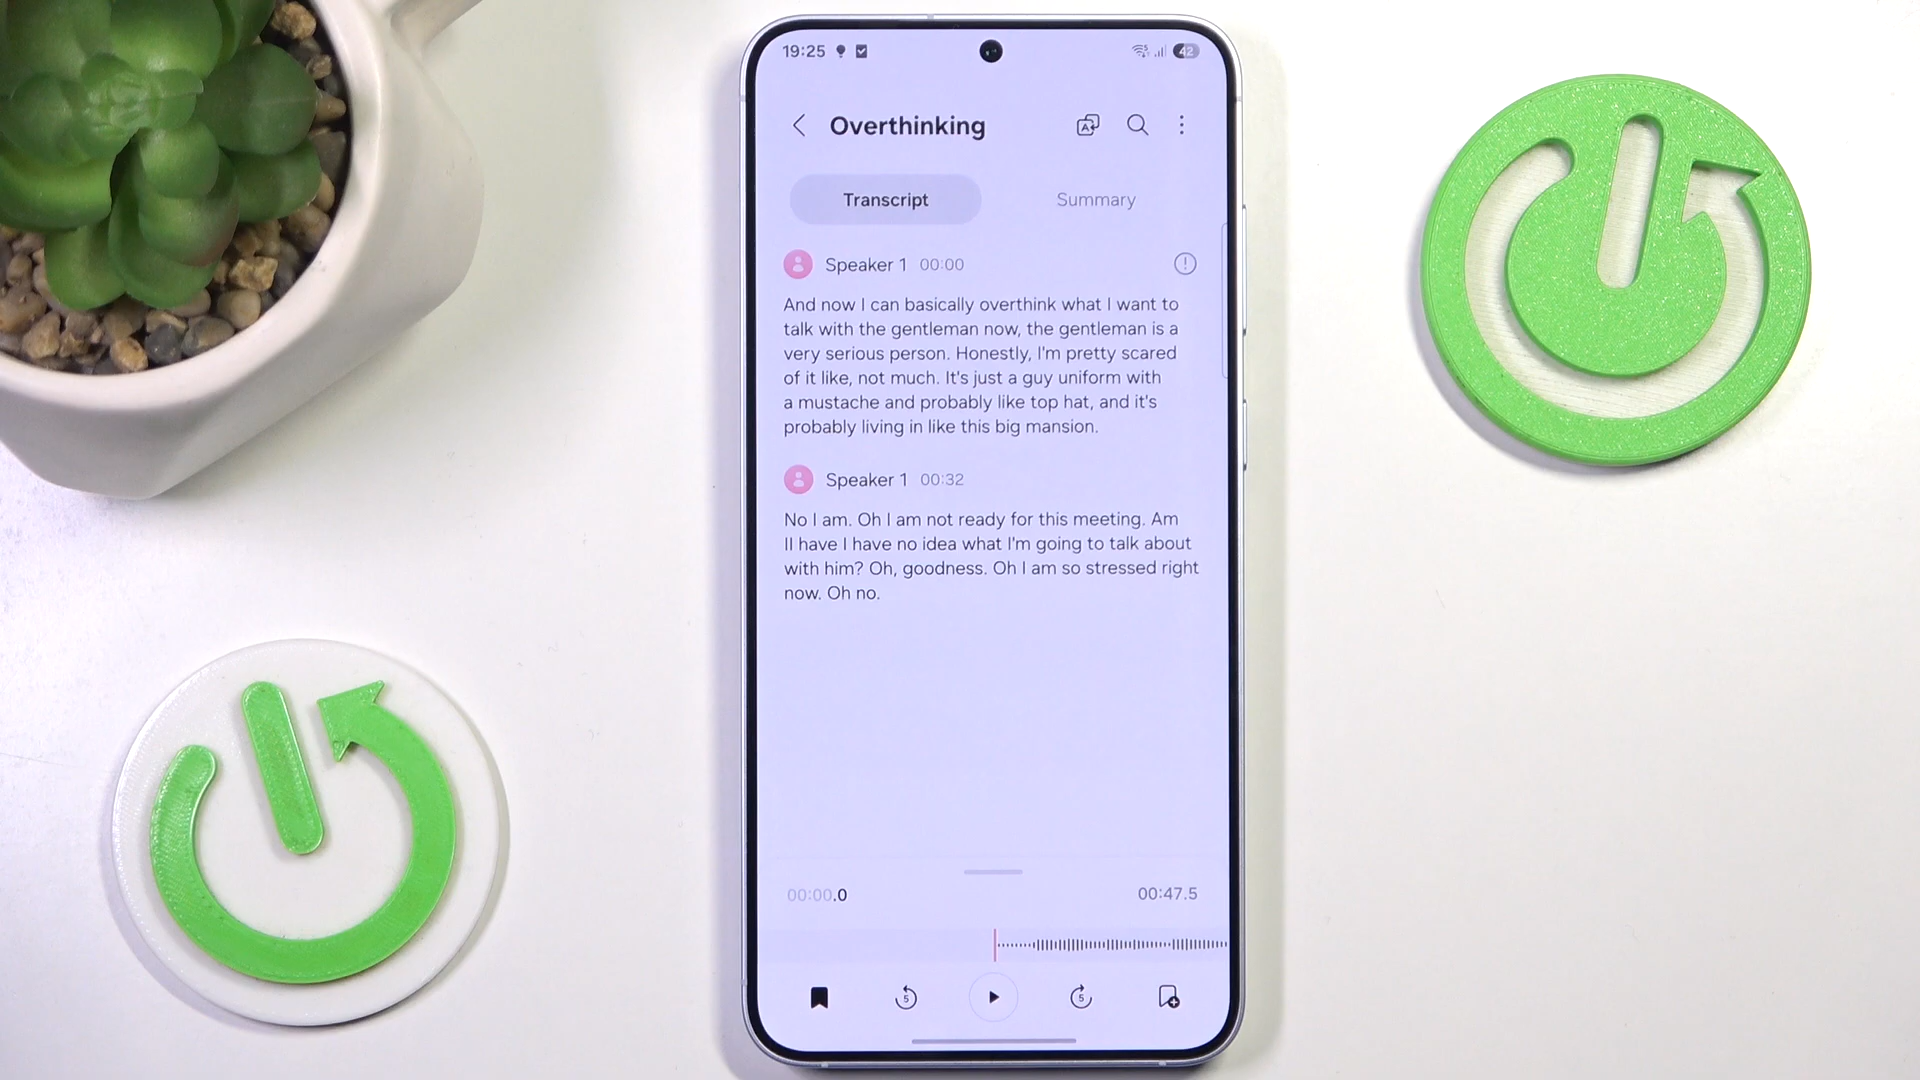 19:25
42
Overthinking
Transcript
Summary
Speaker 1 00:00
And now I can basically overthink what I want to
talk with the gentleman now, the gentleman is a
very serious person. Honestly, I'm pretty scared
of it like, not much. It's just a guy uniform with
a mustache and probably like top hat, and it's
probably living in like this big mansion.
Speaker 1 00:32
No I am. Oh I am not ready for this meeting. Am
II have I have no idea what I'm going to talk about
with him? Oh, goodness. Oh I am so stressed right
now. Oh no.
00:00.0
00:47.5
5
5